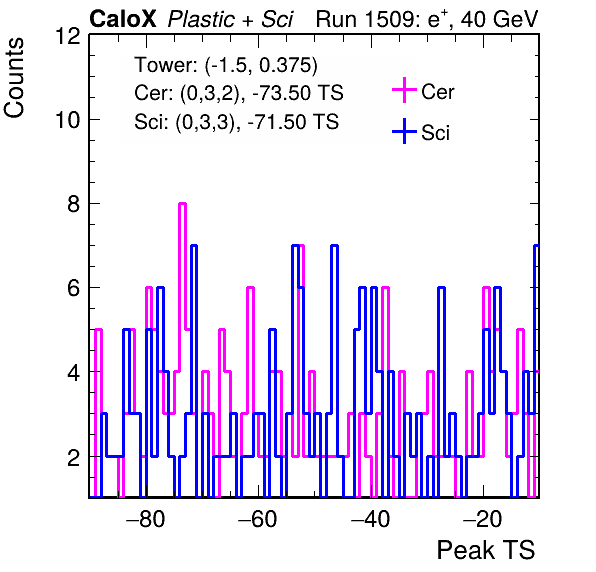 CaloX Plastic + Sci Run 1509: e+, 40 GeV
Counts
12
10
8
6
4
2
Tower: (-1.5, 0.375)
Cer: (0,3,2), -73.50 TS
Sci: (0,3,3), -71.50 TS
Cer
Sci
−80 −60 −40 −20
Peak TS